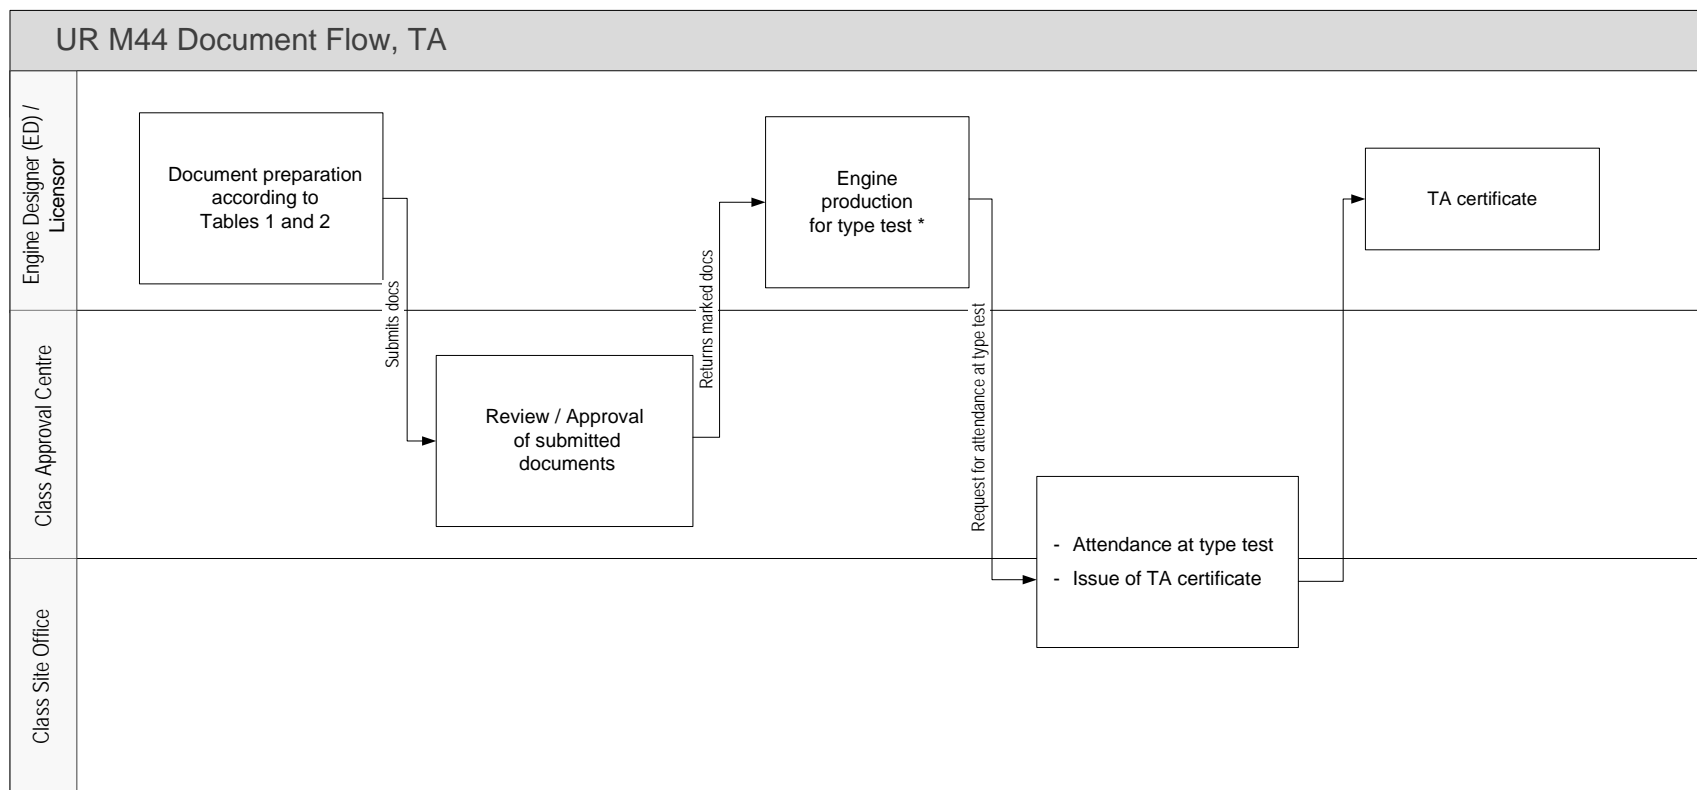 UR M44 Document Flow, TA
Engine Designer (ED) /
Licensor
Document preparation
according to
Tables 1 and 2
Submits docs
Returns marked docs
Engine
production
for type test *
Request for attendance at type test
TA certificate
Class Approval Centre
Review / Approval
of submitted
documents
- Attendance at type test
- Issue of TA certificate
Class Site Office